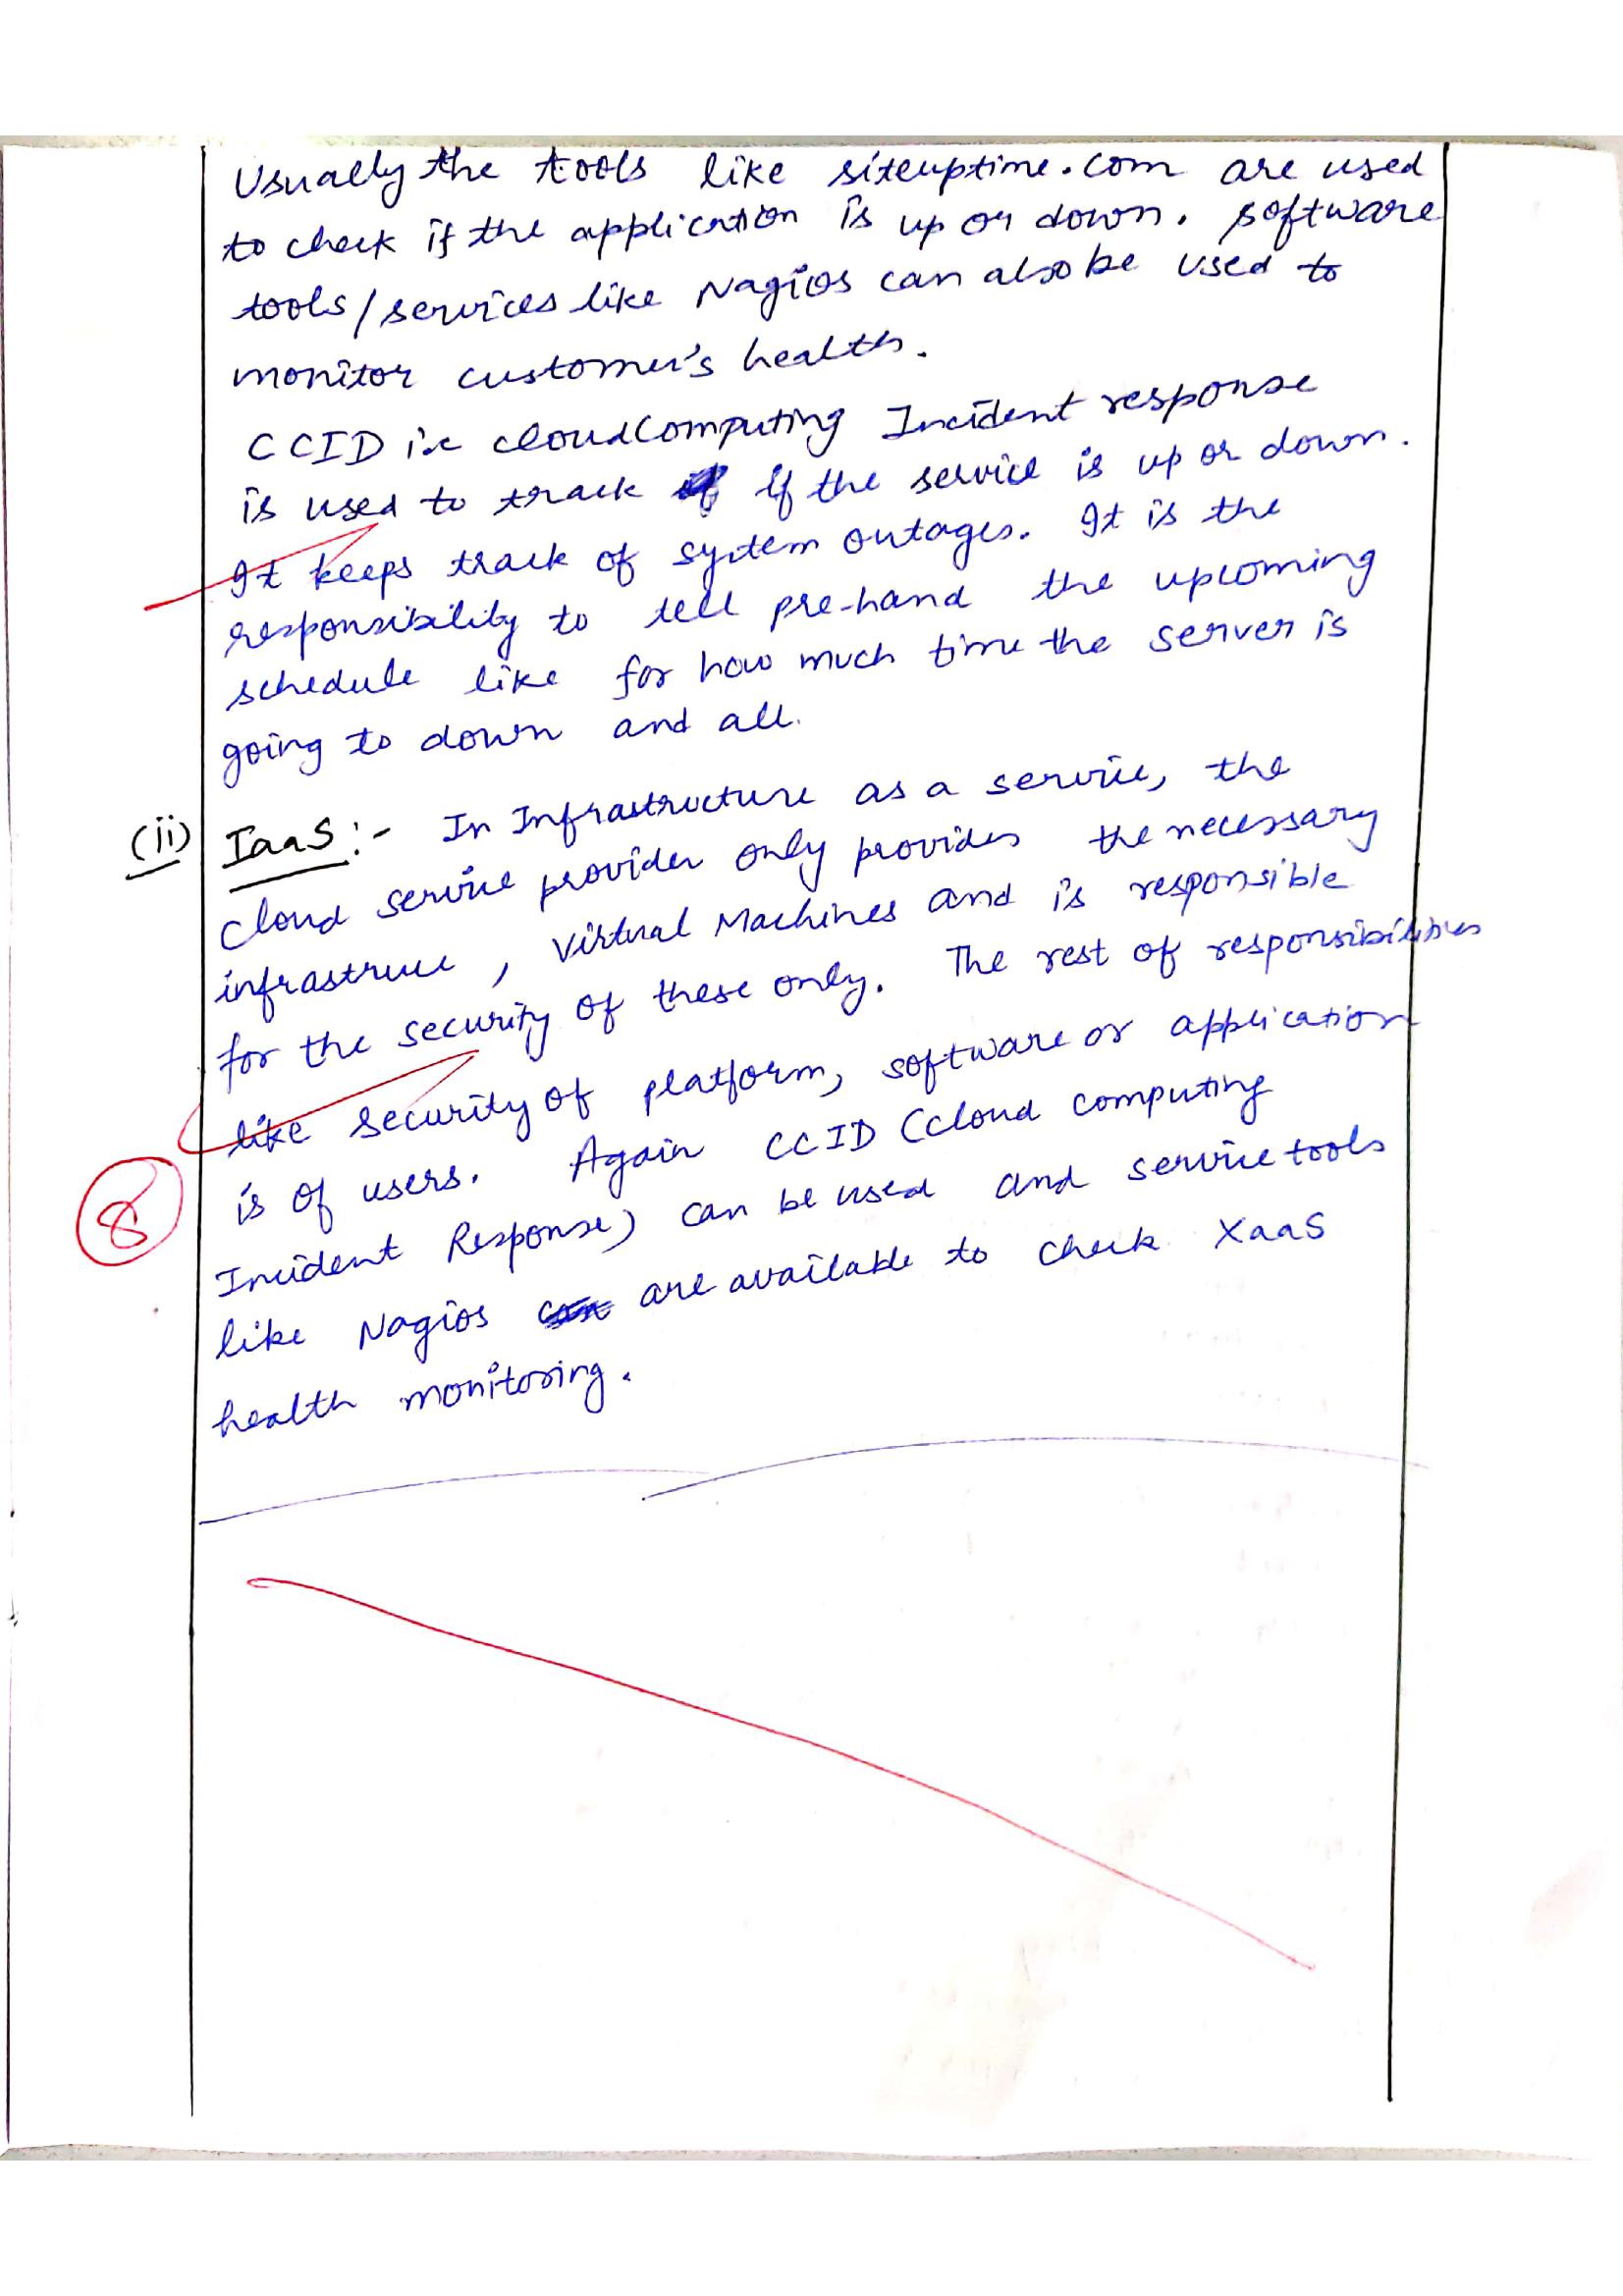 Usually the tools like siteuptime.com are used
to check if the application is up or down. software
tools/services like Nagios can also be used to
monitor customer's health.
CCID i.e cloudComputing Incident response
is used to track if the service is up or down.
It keeps track of system outages. It is the
responsibility to tell pre-hand the upcoming
schedule like for how much time the server is
going to down and all.
(ii) IaaS:- In Infrastructure as a service, the
cloud service provider only provides the necessary
infrastruce, Virtual Machines and is responsible
for the security of these only. The rest of responsibilities
like security of platform, software or application
is of users. Again CCID (Cloud computing
8
Incident Response) can be used and service tools
like Nagios are available to check XaaS
health monitoring.